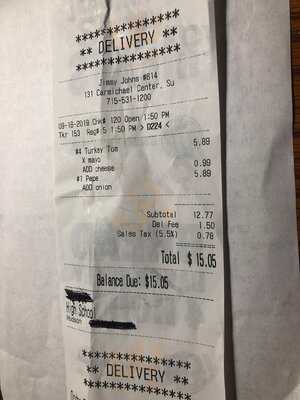 ***************
** DELIVERY **
***************
Jimmy Johns #614
131 Carmichael Center, Su
715-531-1200
09-18-2019 Chk# 120 Open 1:50 PM
Tkr 153 Reg# 5 1:50 PM > D224 <
#4 Turkey Tom 5.89
X mayo
ADD cheese 0.99
#1 Pepe 5.89
ADD onion
Subtotal 12.77
Del Fee 1.50
Sales Tax (5.5%) 0.78
Total $ 15.05
Balance Due: $15.05
High School
Hudson
***************
** DELIVERY **
***************